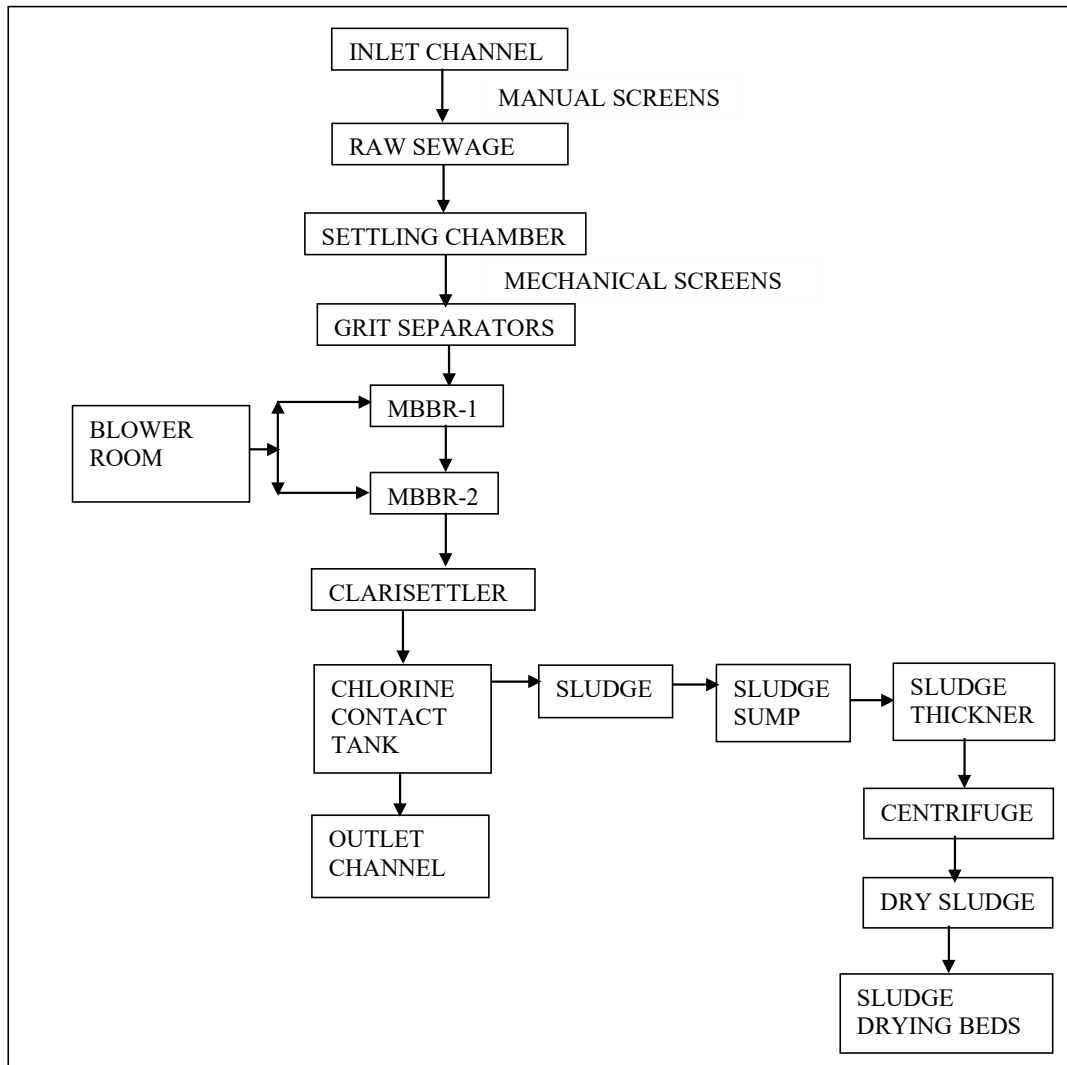 INLET CHANNEL
MANUAL SCREENS
RAW SEWAGE
SETTLING CHAMBER
MECHANICAL SCREENS
GRIT SEPARATORS
MBBR-1
BLOWER
ROOM
MBBR-2
CLARISETTLER
CHLORINE
CONTACT
TANK
SLUDGE
SLUDGE
SUMP
SLUDGE
THICKNER
CENTRIFUGE
OUTLET
CHANNEL
DRY SLUDGE
SLUDGE
DRYING BEDS